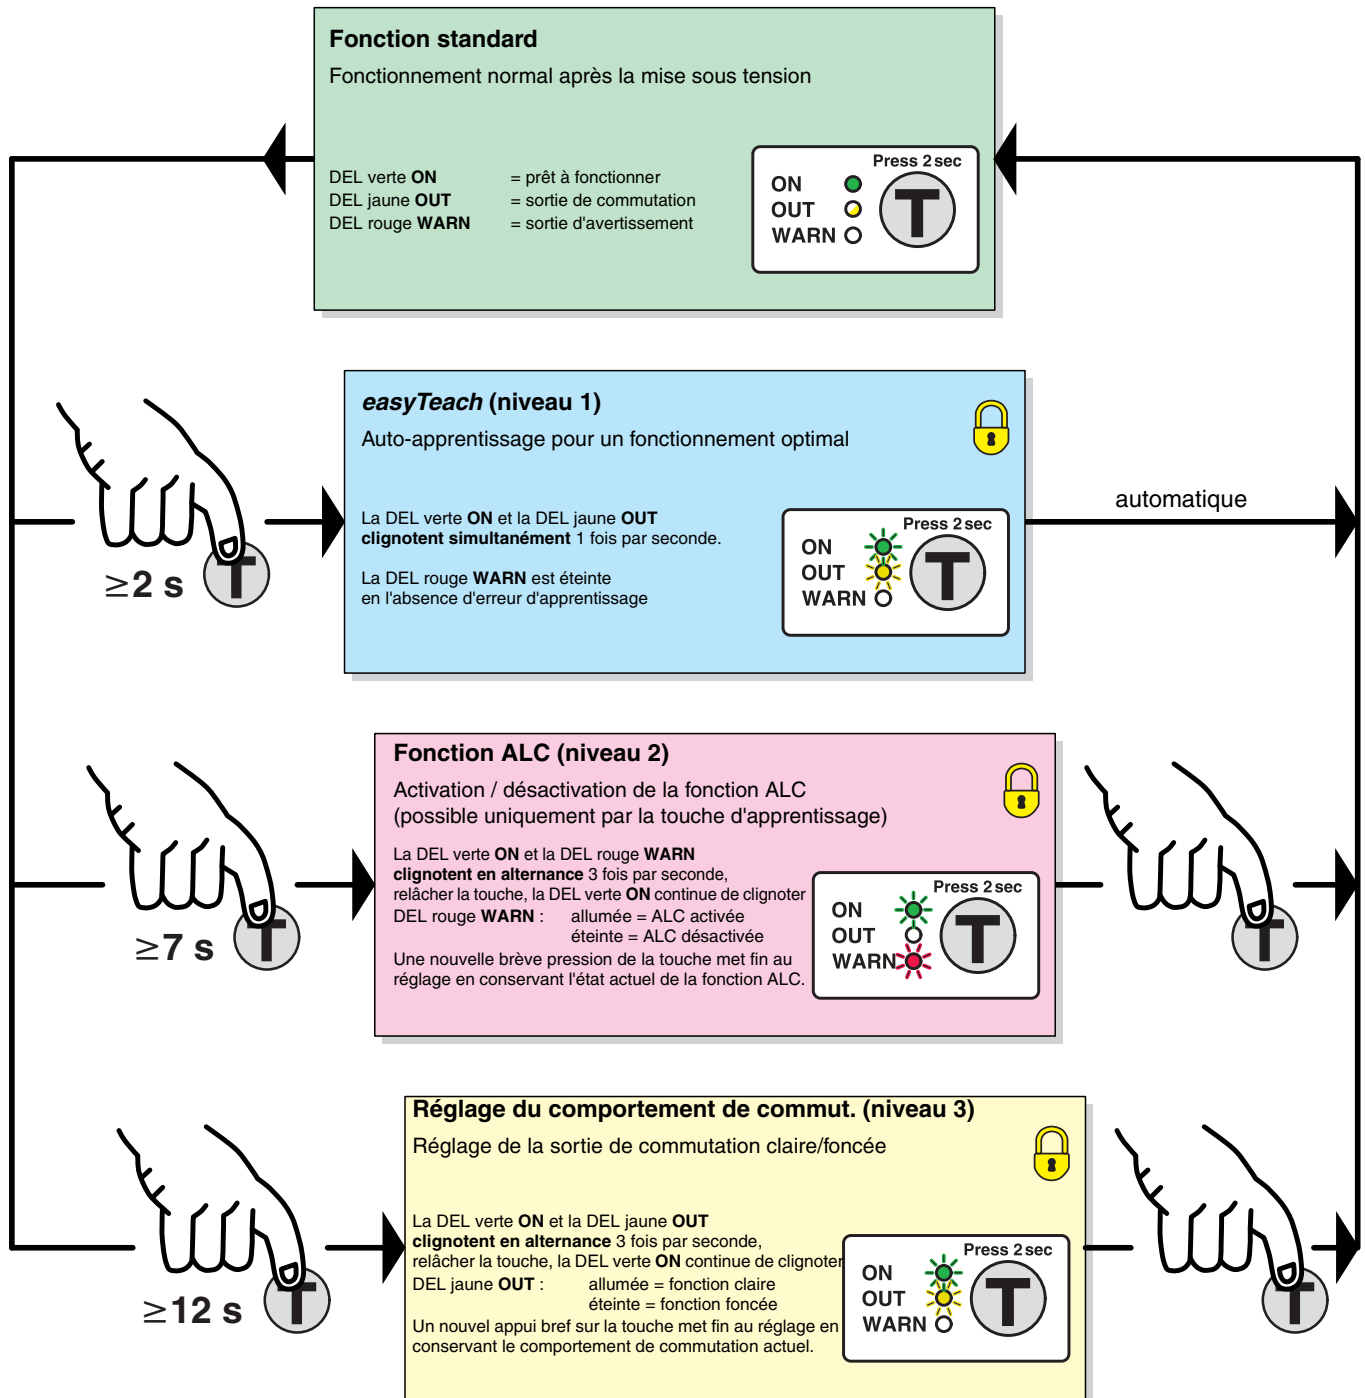 Fonction standard
Fonctionnement normal après la mise sous tension
DEL verte ON = prêt à fonctionner
DEL jaune OUT = sortie de commutation
DEL rouge WARN = sortie d'avertissement
Press 2 sec
ON
OUT
WARN
T
easyTeach (niveau 1)
Auto-apprentissage pour un fonctionnement optimal
La DEL verte ON et la DEL jaune OUT
clignotent simultanément 1 fois par seconde.
La DEL rouge WARN est éteinte
en l'absence d'erreur d'apprentissage
Press 2 sec
ON
OUT
WARN
T
≥2 s
T
automatique
Fonction ALC (niveau 2)
Activation / désactivation de la fonction ALC
(possible uniquement par la touche d'apprentissage)
La DEL verte ON et la DEL rouge WARN
clignotent en alternance 3 fois par seconde,
relâcher la touche, la DEL verte ON continue de clignoter
DEL rouge WARN : allumée = ALC activée
éteinte = ALC désactivée
Une nouvelle brève pression de la touche met fin au
réglage en conservant l'état actuel de la fonction ALC.
Press 2 sec
ON
OUT
WARN
T
≥7 s
T
T
Réglage du comportement de commut. (niveau 3)
Réglage de la sortie de commutation claire/foncée
La DEL verte ON et la DEL jaune OUT
clignotent en alternance 3 fois par seconde,
relâcher la touche, la DEL verte ON continue de clignoter
DEL jaune OUT : allumée = fonction claire
éteinte = fonction foncée
Un nouvel appui bref sur la touche met fin au réglage en
conservant le comportement de commutation actuel.
Press 2 sec
ON
OUT
WARN
T
≥12 s
T
T